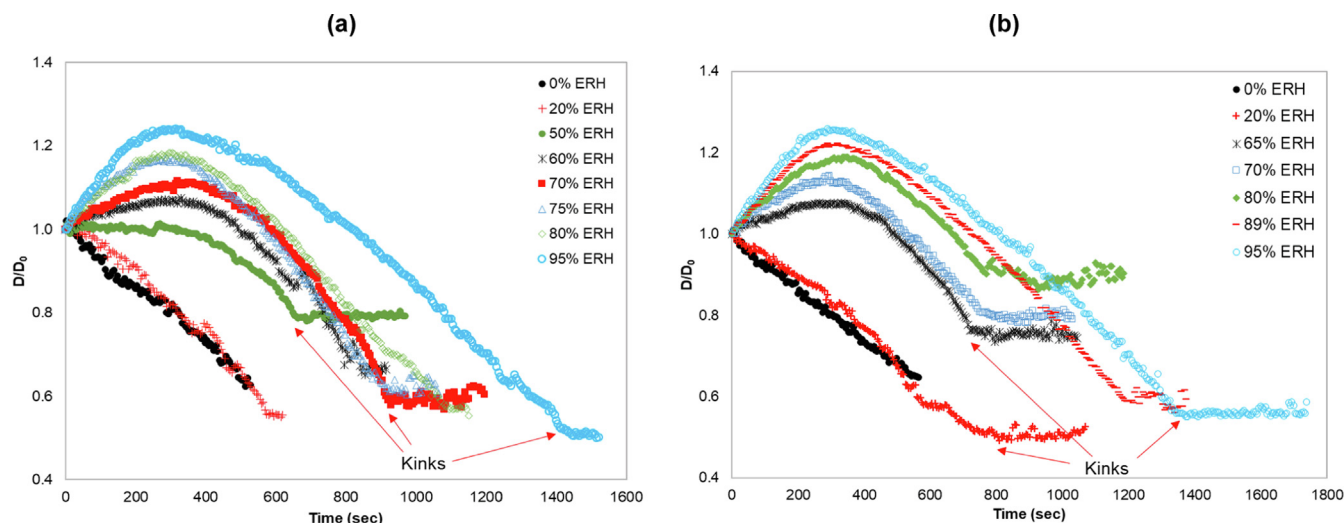 (a)
1.4
1.2
1.0
0.8
0.6
0.4
D/D0
0 200 400 600 800 1000 1200 1400 1600
Time (sec)
0% ERH
20% ERH
50% ERH
60% ERH
70% ERH
75% ERH
80% ERH
95% ERH
Kinks
(b)
1.4
1.2
1.0
0.8
0.6
0.4
D/D0
0 200 400 600 800 1000 1200 1400 1600 1800
Time (sec)
0% ERH
20% ERH
65% ERH
70% ERH
80% ERH
89% ERH
95% ERH
Kinks